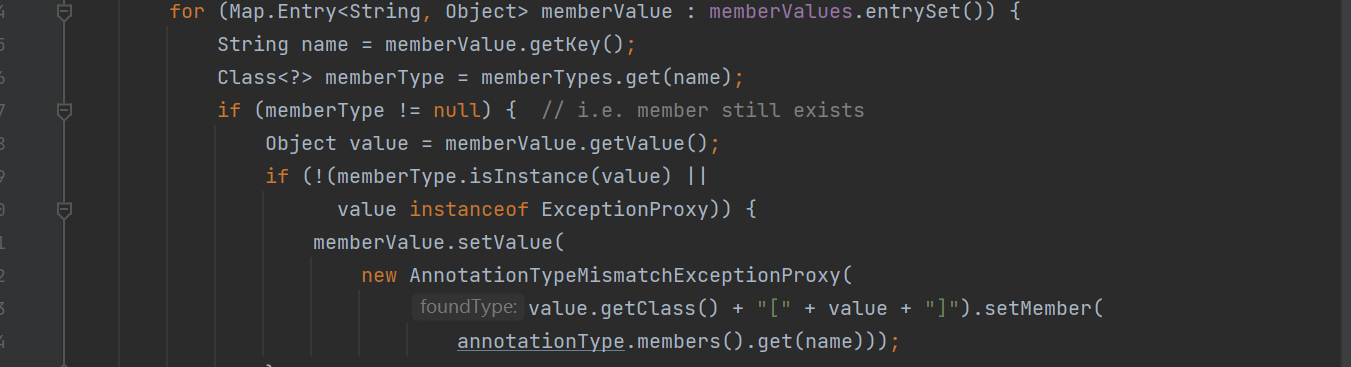 for (Map.Entry<String, Object> memberValue : memberValues.entrySet()) {
String name = memberValue.getKey();
Class<?> memberType = memberTypes.get(name);
if (memberType != null) {  // i.e. member still exists
Object value = memberValue.getValue();
if (!(memberType.isInstance(value) ||
value instanceof ExceptionProxy)) {
memberValue.setValue(
new AnnotationTypeMismatchExceptionProxy(
foundType: value.getClass() + "[" + value + "]").setMember(
annotationType.members().get(name)));